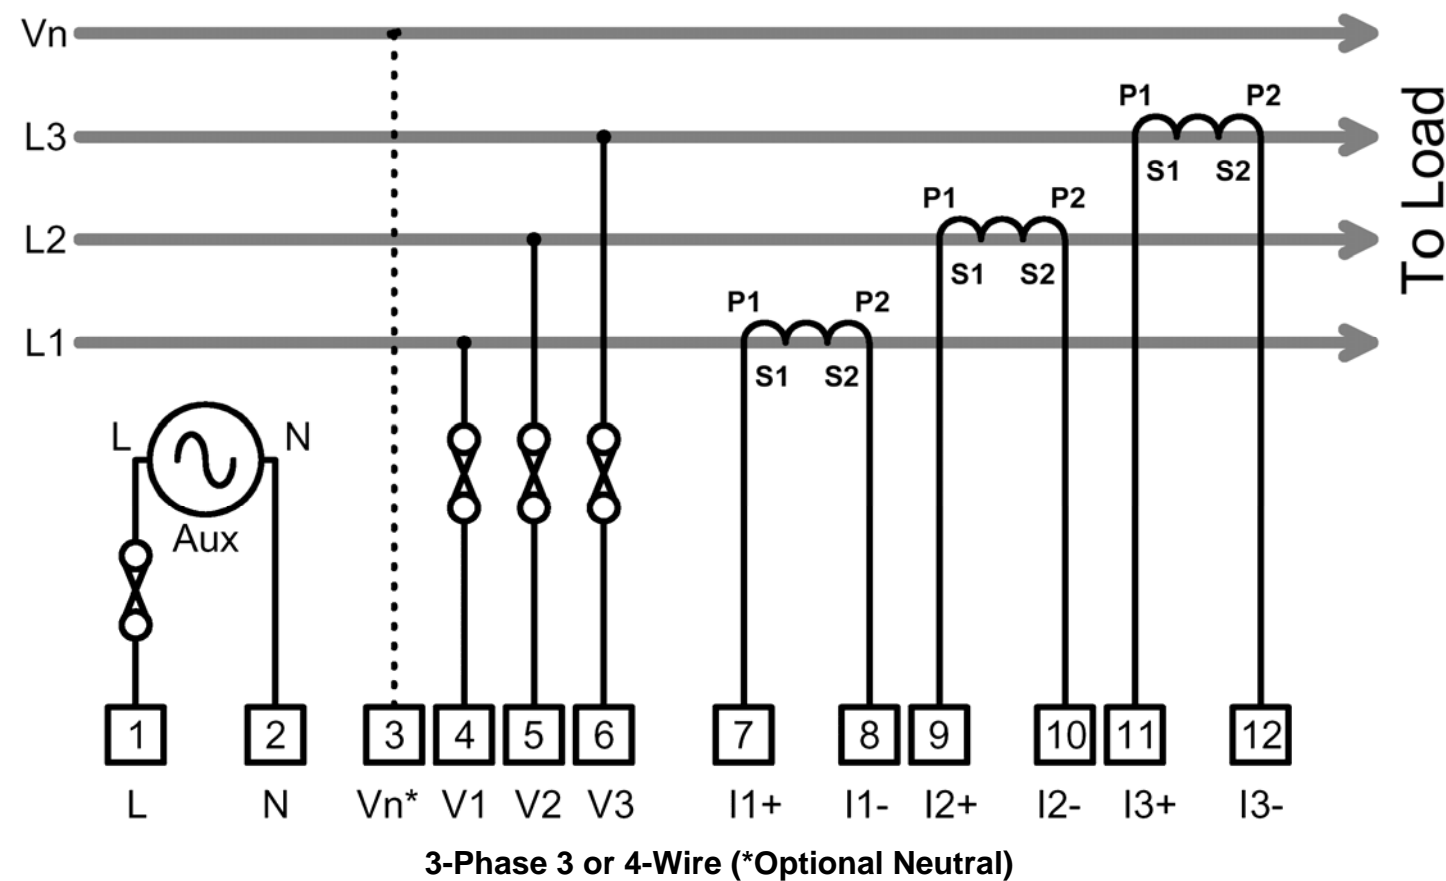 Vn
P1 P2
L3
S1 S2
To Load
P1 P2
L2
S1 S2
P1 P2
L1
S1 S2
L N
Aux
1 2 3 4 5 6 7 8 9 10 11 12
L N Vn* V1 V2 V3 I1+ I1- I2+ I2- I3+ I3-
3-Phase 3 or 4-Wire (*Optional Neutral)